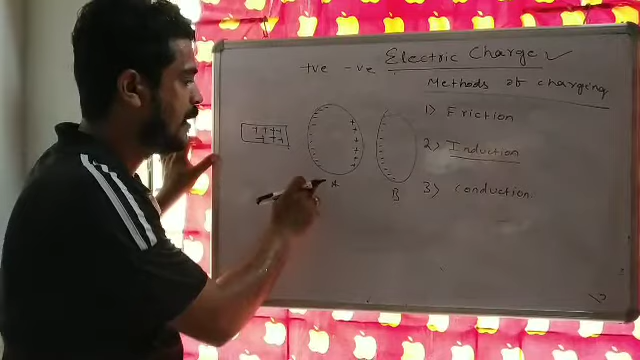 Electric Charge ✓
+ve -ve
Methods of charging
1) Friction
2) Induction
3) conduction
A
B